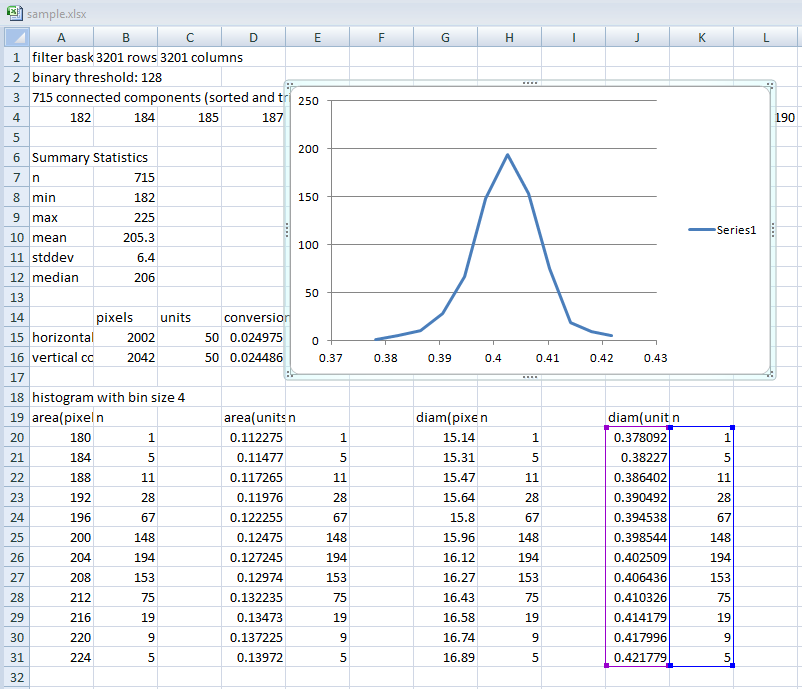 sample.xlsx
A B C D E F G H I J K L
1 filter bask 3201 rows 3201 columns
2 binary threshold: 128
3 715 connected components (sorted and tri
4 182 184 185 187 190
5
6 Summary Statistics
7 n 715
8 min 182
9 max 225
10 mean 205.3
11 stddev 6.4
12 median 206
13
14 pixels units conversion
15 horizontal 2002 50 0.024975
16 vertical co 2042 50 0.024486
17
250
200
150
100
50
0
0.37 0.38 0.39 0.4 0.41 0.42 0.43
Series1
18 histogram with bin size 4
19 area(pixel n area(units n diam(pixe n diam(unit n
20 180 1 0.112275 1 15.14 1 0.378092 1
21 184 5 0.11477 5 15.31 5 0.38227 5
22 188 11 0.117265 11 15.47 11 0.386402 11
23 192 28 0.11976 28 15.64 28 0.390492 28
24 196 67 0.122255 67 15.8 67 0.394538 67
25 200 148 0.12475 148 15.96 148 0.398544 148
26 204 194 0.127245 194 16.12 194 0.402509 194
27 208 153 0.12974 153 16.27 153 0.406436 153
28 212 75 0.132235 75 16.43 75 0.410326 75
29 216 19 0.13473 19 16.58 19 0.414179 19
30 220 9 0.137225 9 16.74 9 0.417996 9
31 224 5 0.13972 5 16.89 5 0.421779 5
32